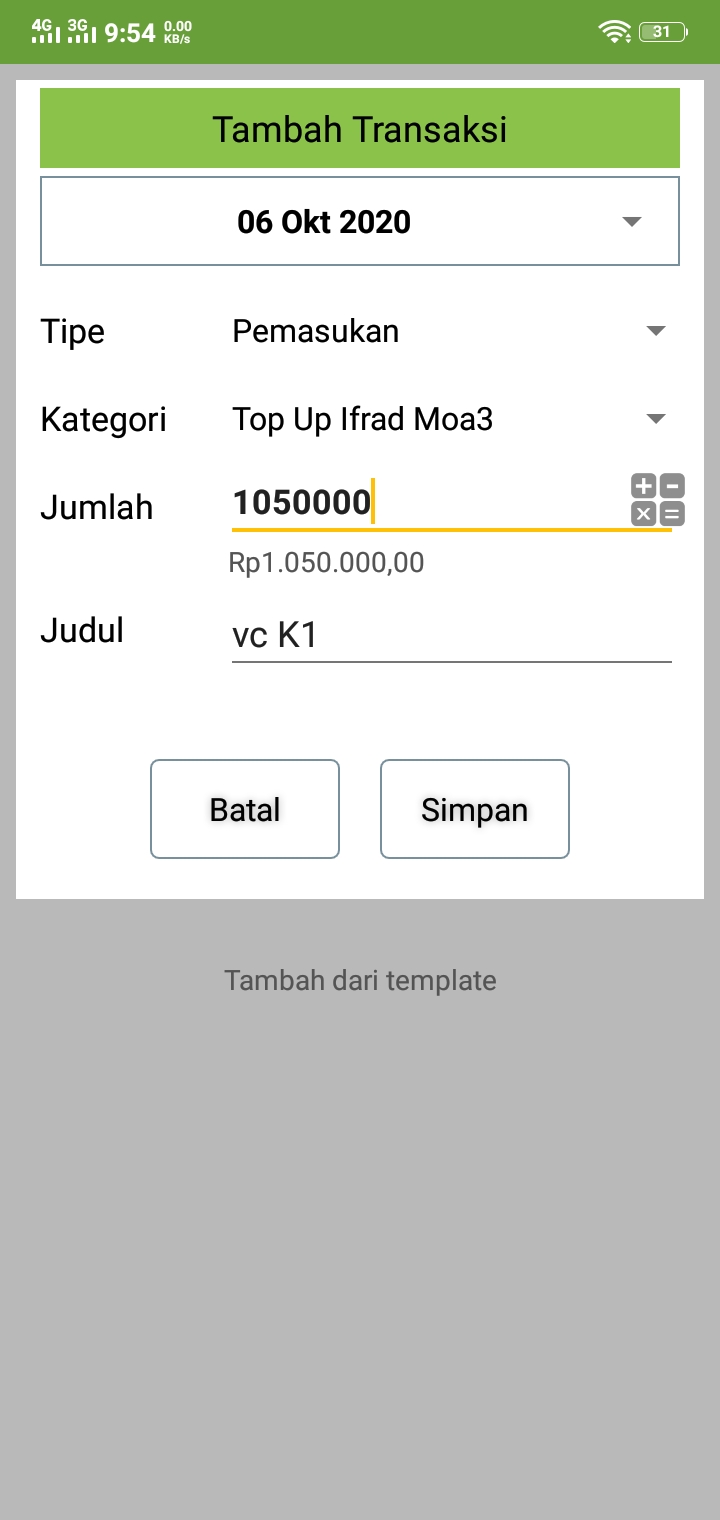 4G 3G 9:54 0.00 KB/s 31
Tambah Transaksi
06 Okt 2020
Tipe Pemasukan
Kategori Top Up Ifrad Moa3
Jumlah 1050000
Rp1.050.000,00
Judul vc K1
Batal Simpan
Tambah dari template